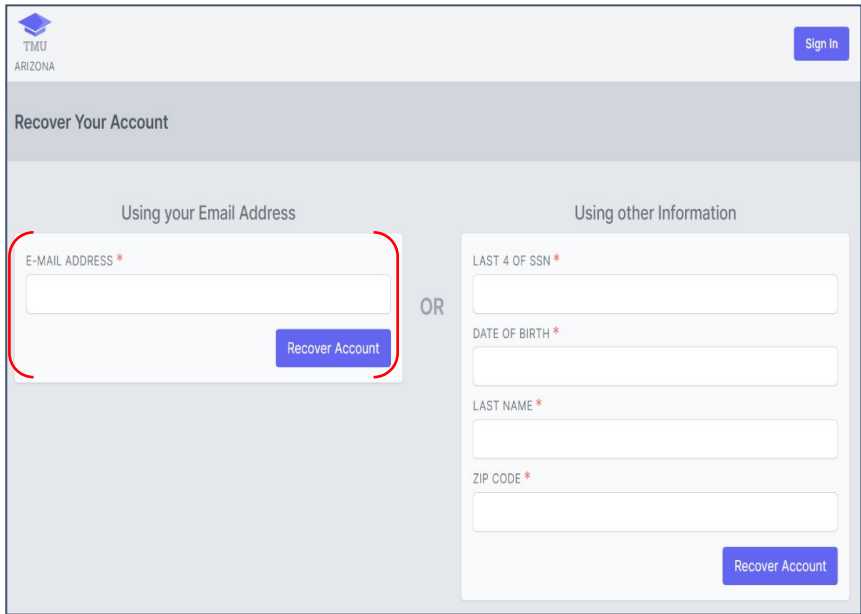 TMU
ARIZONA
Sign In
Recover Your Account
Using your Email Address
E-MAIL ADDRESS *
Recover Account
OR
Using other Information
LAST 4 OF SSN *
DATE OF BIRTH *
LAST NAME *
ZIP CODE *
Recover Account